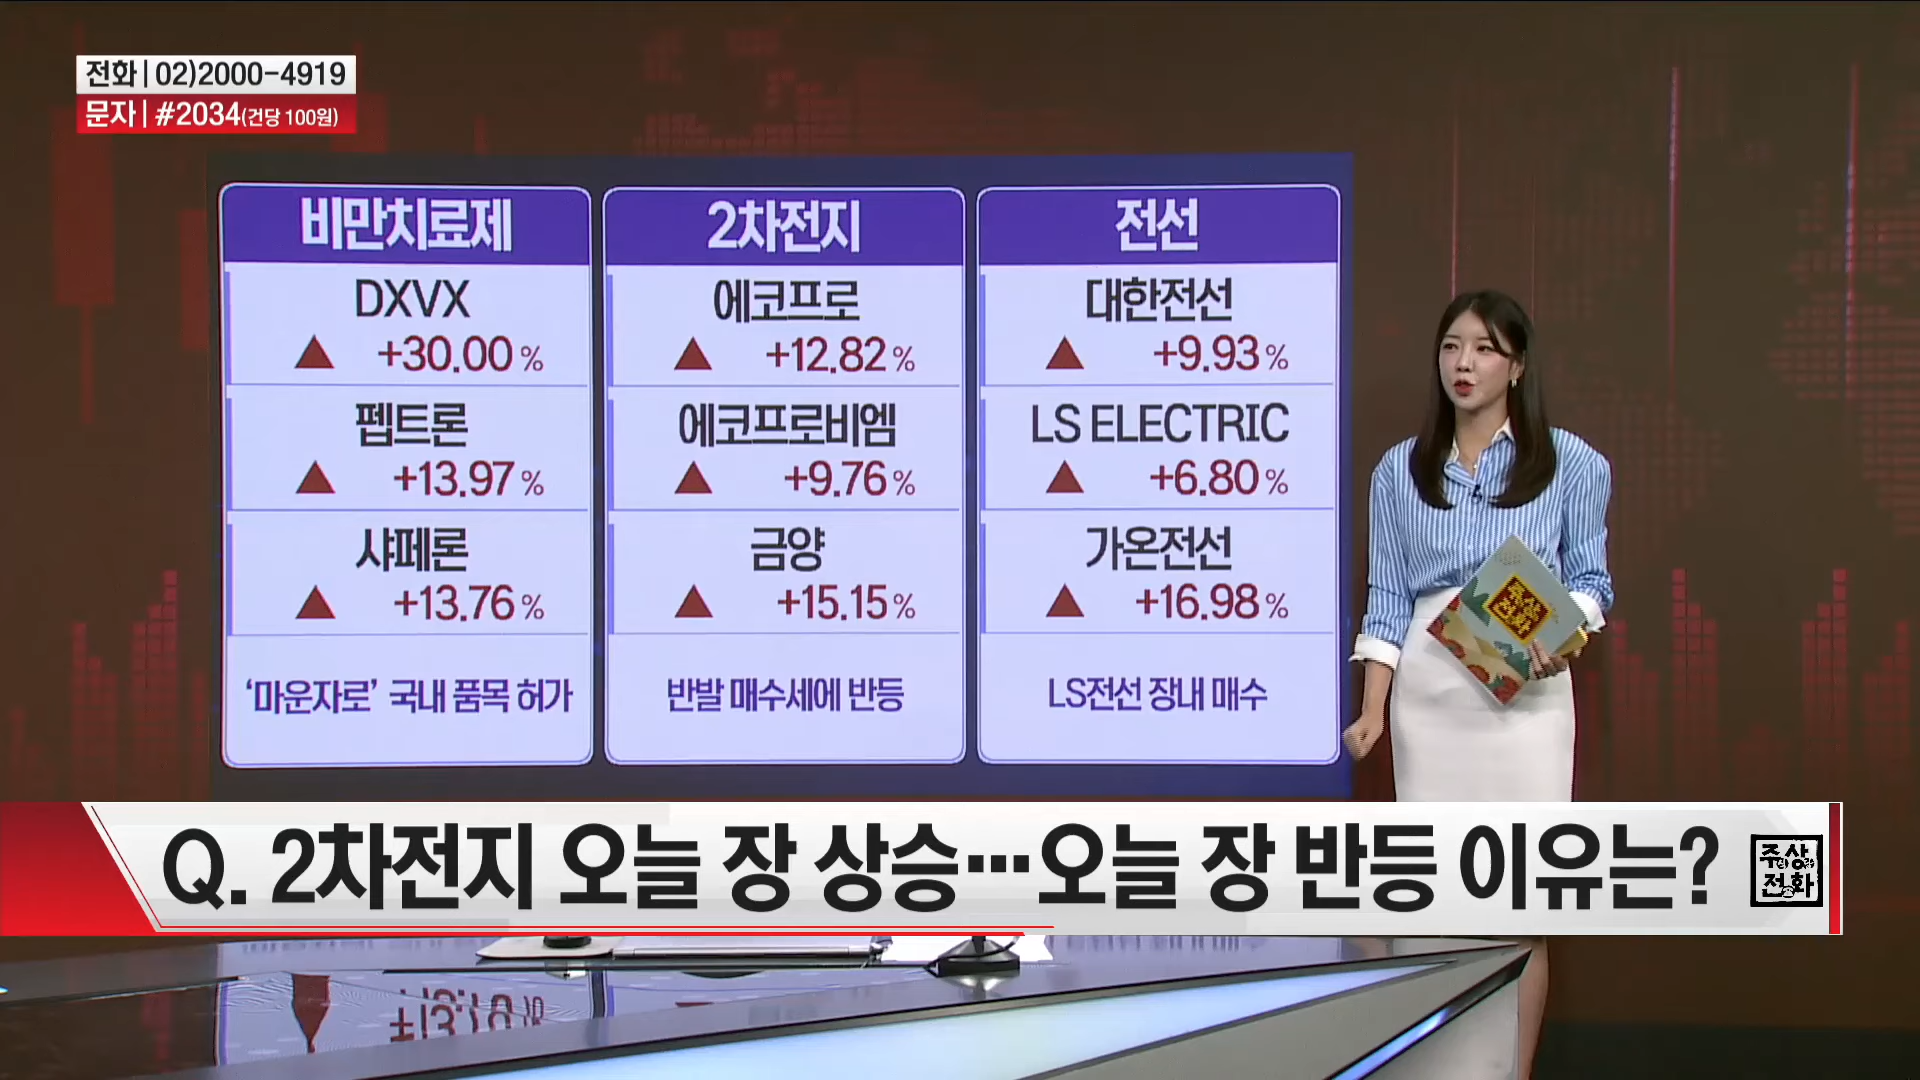 전화 | 02)2000-4919
문자 | #2034(건당 100원)
비만치료제
DXVX
▲ +30.00 %
펩트론
▲ +13.97 %
샤페론
▲ +13.76 %
‘마운자로’ 국내 품목 허가
2차전지
에코프로
▲ +12.82 %
에코프로비엠
▲ +9.76 %
금양
▲ +15.15 %
반발 매수세에 반등
전선
대한전선
▲ +9.93 %
LS ELECTRIC
▲ +6.80 %
가온전선
▲ +16.98 %
LS전선 장내 매수
주상
전화
Q. 2차전지 오늘 장 상승…오늘 장 반등 이유는?
주상
전화